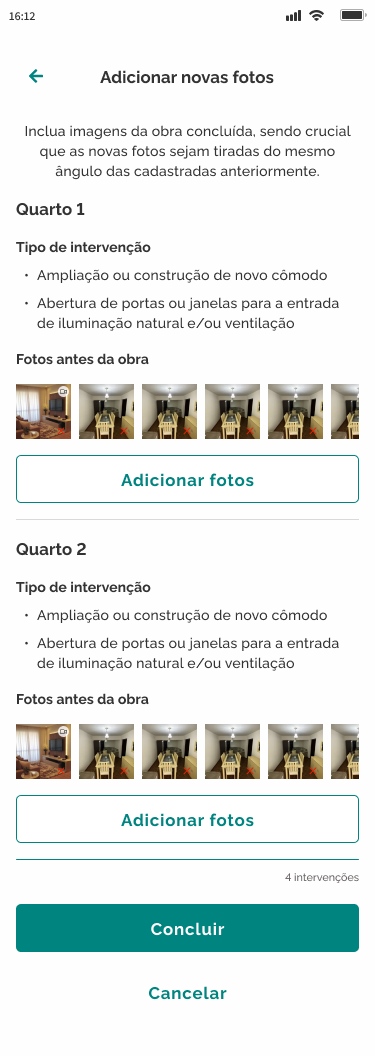 16:12
Adicionar novas fotos
Inclua imagens da obra concluída, sendo crucial
que as novas fotos sejam tiradas do mesmo
ângulo das cadastradas anteriormente.
Quarto 1
Tipo de intervenção
• Ampliação ou construção de novo cômodo
• Abertura de portas ou janelas para a entrada
de iluminação natural e/ou ventilação
Fotos antes da obra
Adicionar fotos
Quarto 2
Tipo de intervenção
• Ampliação ou construção de novo cômodo
• Abertura de portas ou janelas para a entrada
de iluminação natural e/ou ventilação
Fotos antes da obra
Adicionar fotos
4 intervenções
Concluir
Cancelar